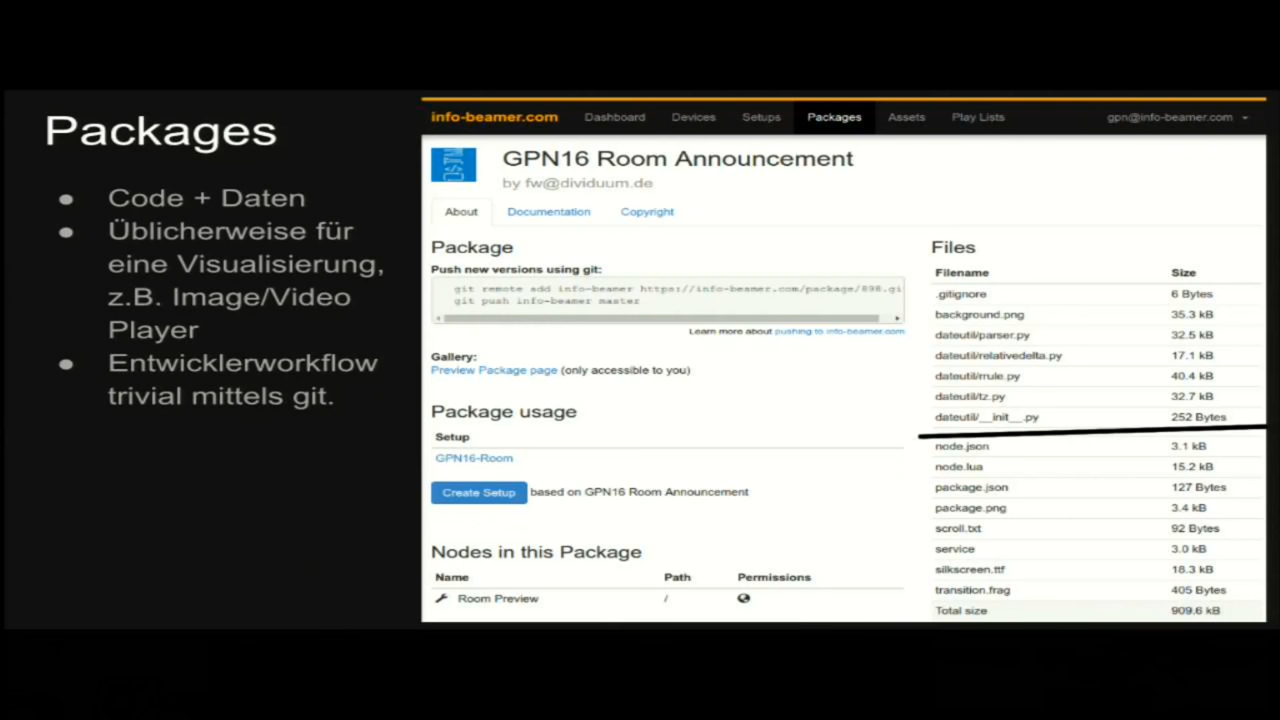 Packages
● Code + Daten
● Üblicherweise für
eine Visualisierung,
z.B. Image/Video
Player
● Entwicklerworkflow
trivial mittels git.
info-beamer.com Dashboard Devices Setups Packages Assets Play Lists gpn@info-beamer.com
GPN16 Room Announcement
by fw@dividuum.de
About Documentation Copyright
Package
Push new versions using git:
git remote add info-beamer https://info-beamer.com/package/898.gi
git push info-beamer master
Learn more about pushing to info-beamer.com
Gallery:
Preview Package page (only accessible to you)
Package usage
Setup
GPN16-Room
Create Setup based on GPN16 Room Announcement
Nodes in this Package
Name Path Permissions
Room Preview /
Files
Filename Size
.gitignore 6 Bytes
background.png 35.3 kB
dateutil/parser.py 32.5 kB
dateutil/relativedelta.py 17.1 kB
dateutil/rrule.py 40.4 kB
dateutil/tz.py 32.7 kB
dateutil/__init__.py 252 Bytes
node.json 3.1 kB
node.lua 15.2 kB
package.json 127 Bytes
package.png 3.4 kB
scroll.txt 92 Bytes
service 3.0 kB
silkscreen.ttf 18.3 kB
transition.frag 405 Bytes
Total size 909.6 kB